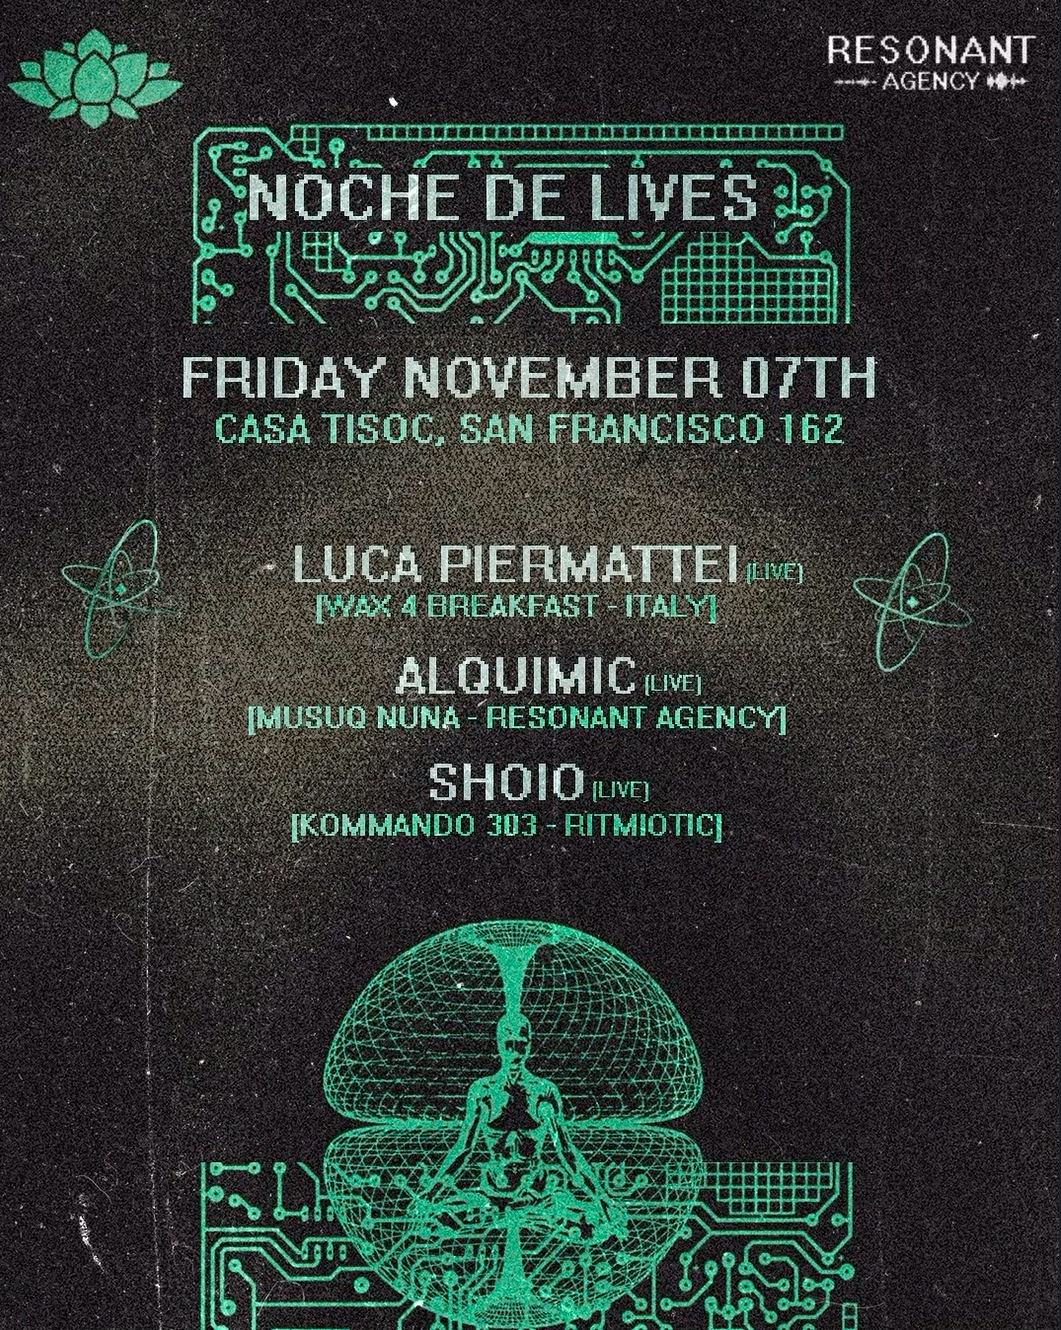 RESONANT
AGENCY
NOCHE DE LIVES
FRIDAY NOVEMBER 07TH
CASA TISOC, SAN FRANCISCO 162
LUCA PIERMATTEI [LIVE]
[WAX 4 BREAKFAST - ITALY]
ALQUIMIC [LIVE]
[MUSUQ NUNA - RESONANT AGENCY]
SHOIO [LIVE]
[KOMMANDO 303 - RITMIOTIC]